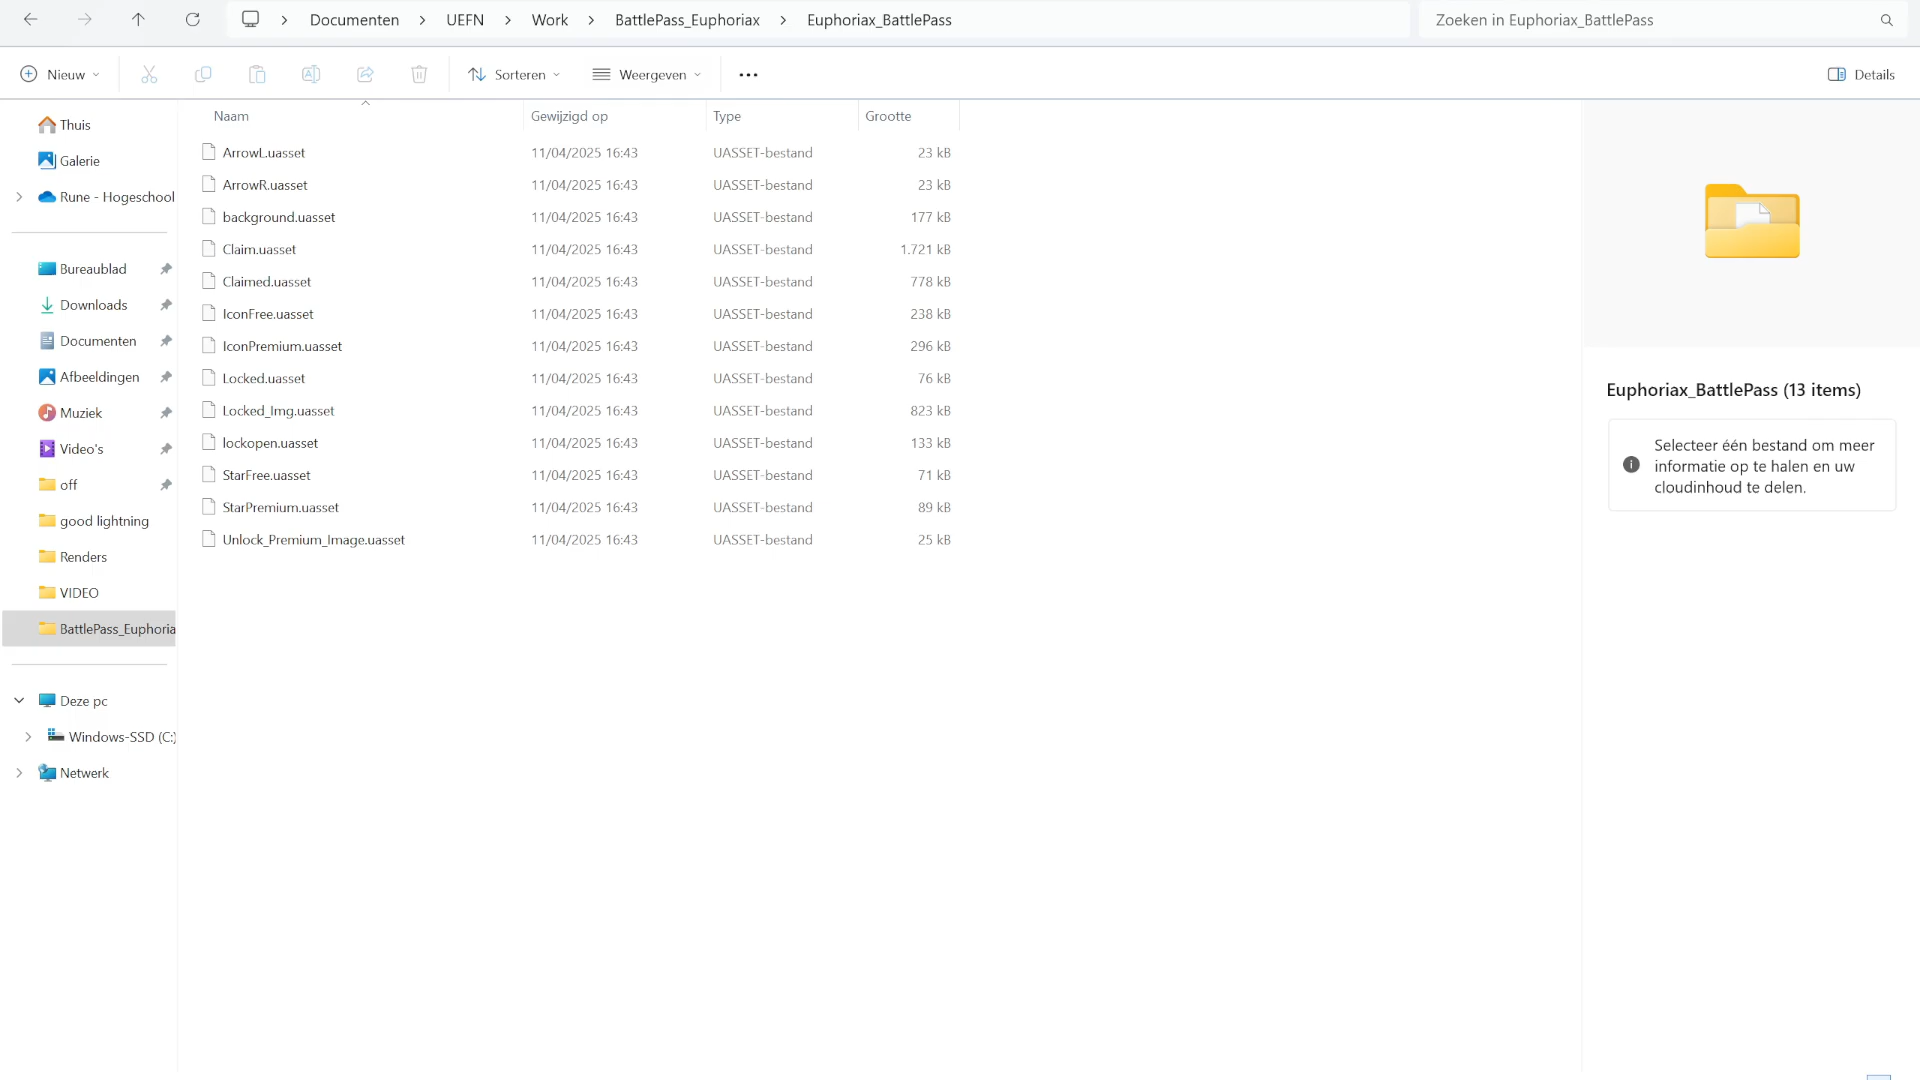 Documenten > UEFN > Work > BattlePass_Euphoriax > Euphoriax_BattlePass
Zoeken in Euphoriax_BattlePass
Nieuw
Sorteren
Weergeven
Details
Thuis
Galerie
Rune - Hogeschool
Bureaublad
Downloads
Documenten
Afbeeldingen
Muziek
Video's
off
good lightning
Renders
VIDEO
BattlePass_Euphoria
Deze pc
Windows-SSD (C:)
Netwerk
Naam Gewijzigd op Type Grootte
ArrowL.uasset 11/04/2025 16:43 UASSET-bestand 23 kB
ArrowR.uasset 11/04/2025 16:43 UASSET-bestand 23 kB
background.uasset 11/04/2025 16:43 UASSET-bestand 177 kB
Claim.uasset 11/04/2025 16:43 UASSET-bestand 1.721 kB
Claimed.uasset 11/04/2025 16:43 UASSET-bestand 778 kB
IconFree.uasset 11/04/2025 16:43 UASSET-bestand 238 kB
IconPremium.uasset 11/04/2025 16:43 UASSET-bestand 296 kB
Locked.uasset 11/04/2025 16:43 UASSET-bestand 76 kB
Locked_Img.uasset 11/04/2025 16:43 UASSET-bestand 823 kB
lockopen.uasset 11/04/2025 16:43 UASSET-bestand 133 kB
StarFree.uasset 11/04/2025 16:43 UASSET-bestand 71 kB
StarPremium.uasset 11/04/2025 16:43 UASSET-bestand 89 kB
Unlock_Premium_Image.uasset 11/04/2025 16:43 UASSET-bestand 25 kB
Euphoriax_BattlePass (13 items)
Selecteer één bestand om meer
informatie op te halen en uw
cloudinhoud te delen.